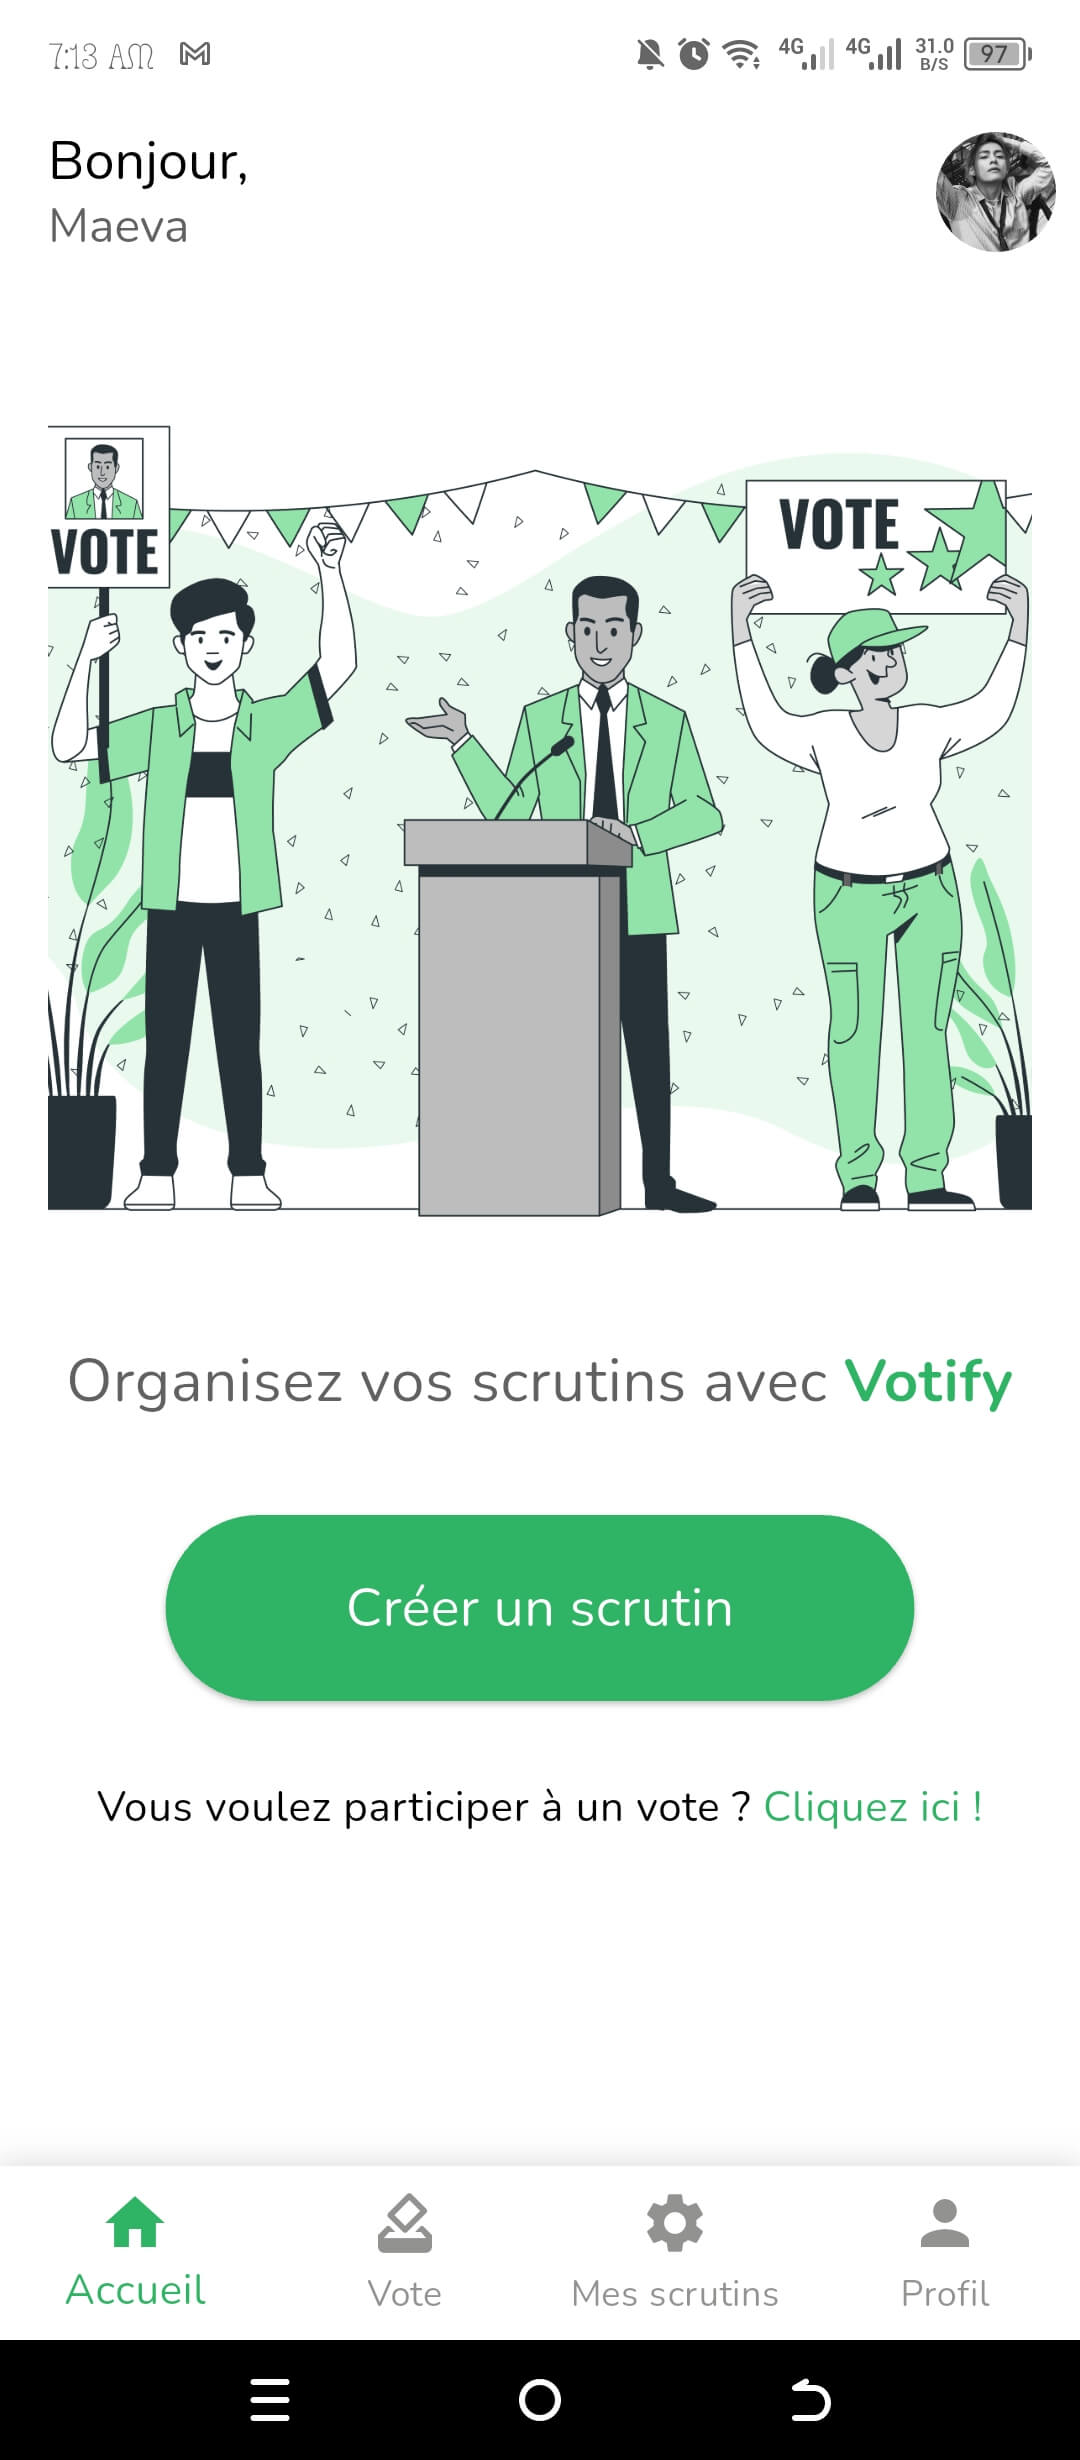 7:13 AM
4G 4G 31.0 B/S 97
Bonjour,
Maeva
VOTE
VOTE
Organisez vos scrutins avec Votify
Créer un scrutin
Vous voulez participer à un vote ? Cliquez ici !
Accueil Vote Mes scrutins Profil